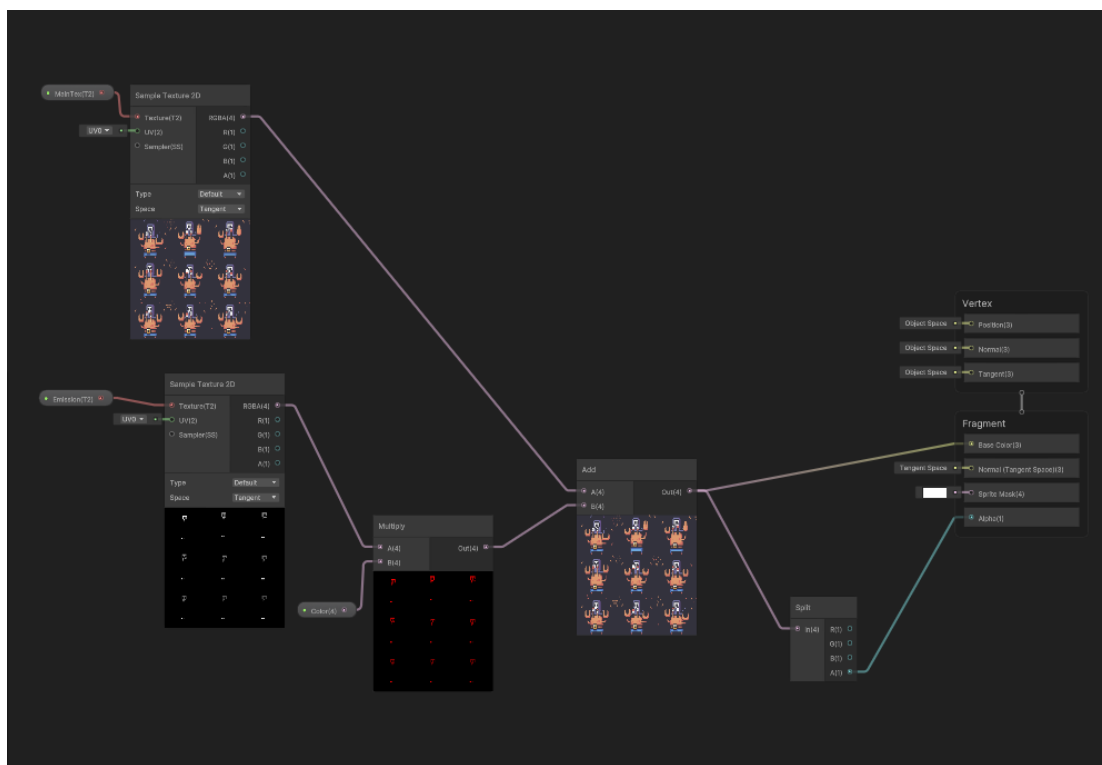 MainTex(T2)
Sample Texture 2D
Texture(T2)
RGBA(4)
UV0
UV(2)
R(1)
Sampler(SS)
G(1)
B(1)
A(1)
Type
Default
Space
Tangent
Emission(T2)
Sample Texture 2D
Texture(T2)
RGBA(4)
UV0
UV(2)
R(1)
Sampler(SS)
G(1)
B(1)
A(1)
Type
Default
Space
Tangent
Color(4)
Multiply
A(4)
Out(4)
B(4)
Add
A(4)
Out(4)
B(4)
Split
In(4)
R(1)
G(1)
B(1)
A(1)
Vertex
Object Space
Position(3)
Object Space
Normal(3)
Object Space
Tangent(3)
Fragment
Base Color(3)
Tangent Space
Normal (Tangent Space)(3)
Sprite Mask(4)
Alpha(1)